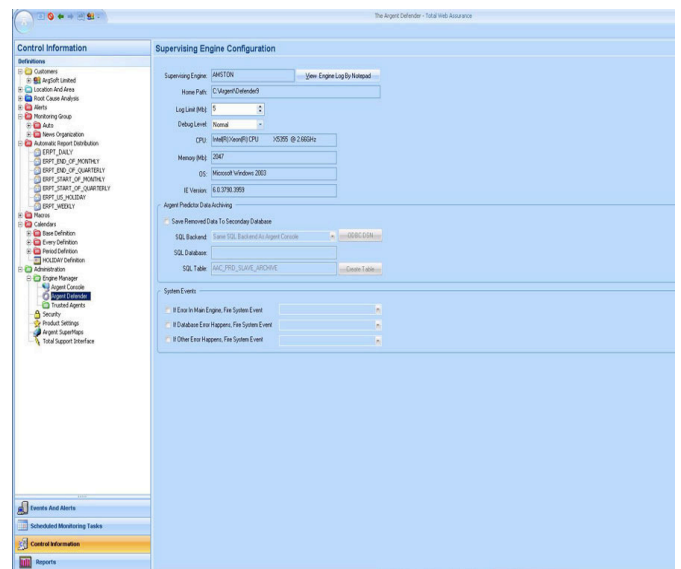 The Argent Defender - Total Web Assurance
Control Information
Definitions
Customers
ArgSoft Limited
Location And Area
Root Cause Analysis
Alerts
Monitoring Group
Auto
News Organization
Automatic Report Distribution
ERPT_DAILY
ERPT_END_OF_MONTHLY
ERPT_END_OF_QUARTERLY
ERPT_START_OF_MONTHLY
ERPT_START_OF_QUARTERLY
ERPT_US_HOLIDAY
ERPT_WEEKLY
Macros
Calendars
Base Definition
Every Definition
Period Definition
HOLIDAY Definition
Administration
Engine Manager
Argent Console
Argent Defender
Trusted Agents
Security
Product Settings
Argent SuperMaps
Total Support Interface
Events And Alerts
Scheduled Monitoring Tasks
Control Information
Reports
Supervising Engine Configuration
Supervising Engine: AMSTON View Engine Log By Notepad
Home Path: C:\Argent\Defender9
Log Limit (Mb): 5
Debug Level: Normal
CPU: Intel(R) Xeon(R) CPU X5355 @ 2.66GHz
Memory (Mb): 2047
OS: Microsoft Windows 2003
IE Version: 6.0.3790.3959
Argent Predictor Data Archiving
Save Removed Data To Secondary Database
SQL Backend: Same SQL Backend As Argent Console ODBC DSN
SQL Database:
SQL Table: AAC_PRD_SLAVE_ARCHIVE Create Table
System Events
If Error In Main Engine, Fire System Event
If Database Error Happens, Fire System Event
If Other Error Happens, Fire System Event